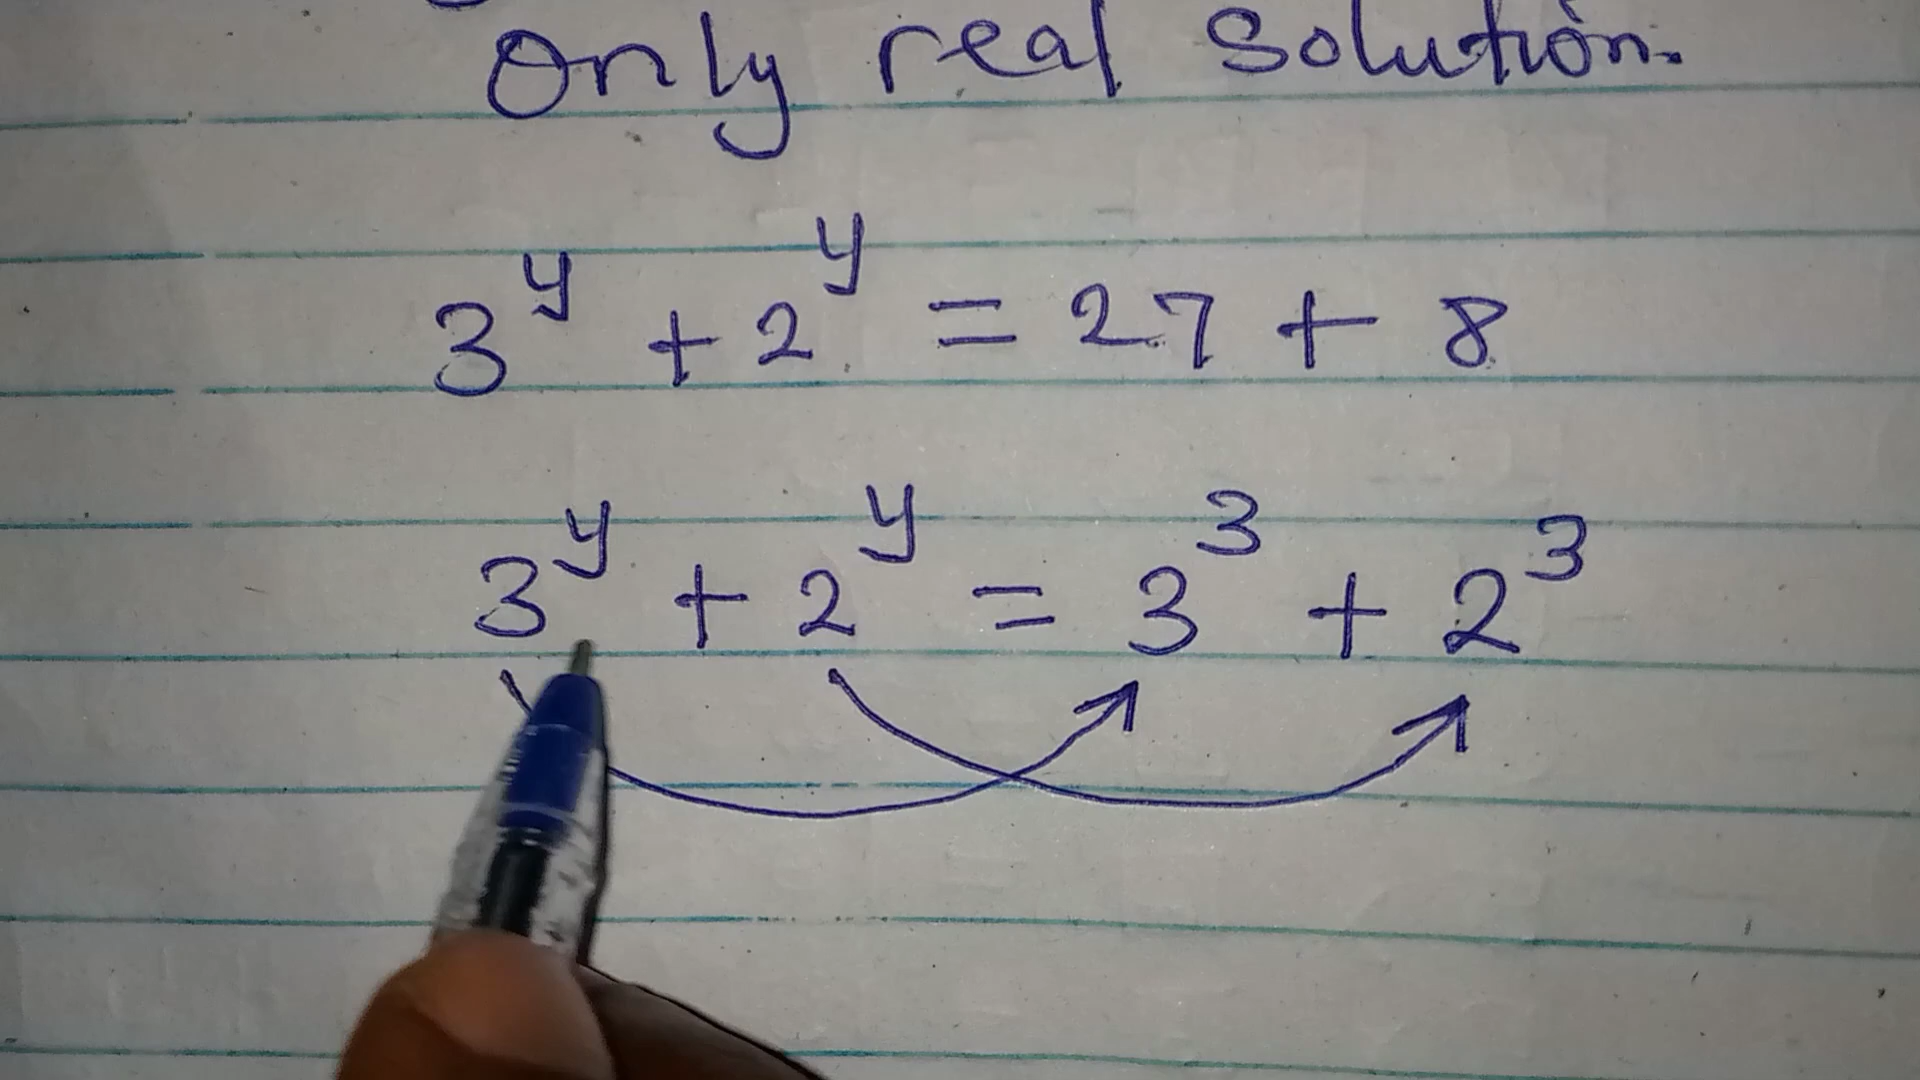 Only real solution.
3^y + 2^y = 27 + 8
3^y + 2^y = 3^3 + 2^3